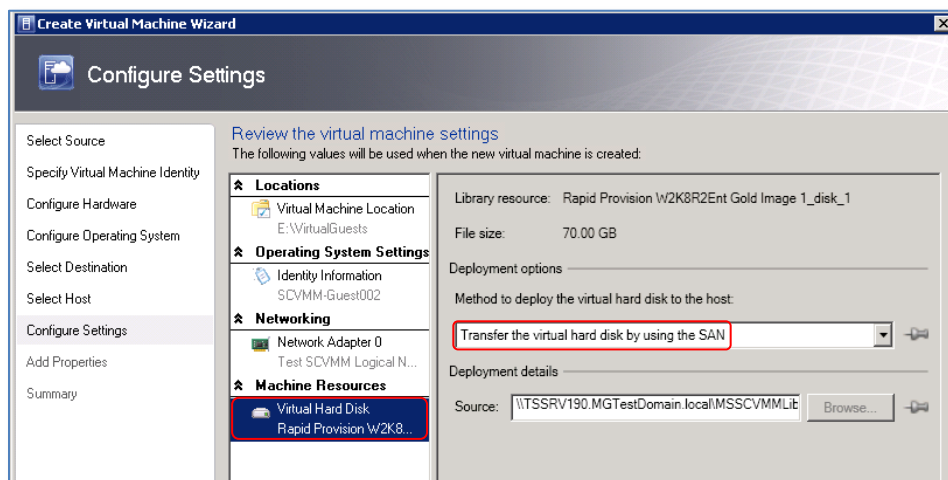 Create Virtual Machine Wizard
Configure Settings
Select Source
Specify Virtual Machine Identity
Configure Hardware
Configure Operating System
Select Destination
Select Host
Configure Settings
Add Properties
Summary
Review the virtual machine settings
The following values will be used when the new virtual machine is created:
Locations
Virtual Machine Location
E:\VirtualGuests
Operating System Settings
Identity Information
SCVMM-Guest002
Networking
Network Adapter 0
Test SCVMM Logical N...
Machine Resources
Virtual Hard Disk
Rapid Provision W2K8...
Library resource: Rapid Provision W2K8R2Ent Gold Image 1_disk_1
File size: 70.00 GB
Deployment options
Method to deploy the virtual hard disk to the host:
Transfer the virtual hard disk by using the SAN
Deployment details
Source: \\TSSRV190.MGTestDomain.local\MSSCVMMLib Browse...